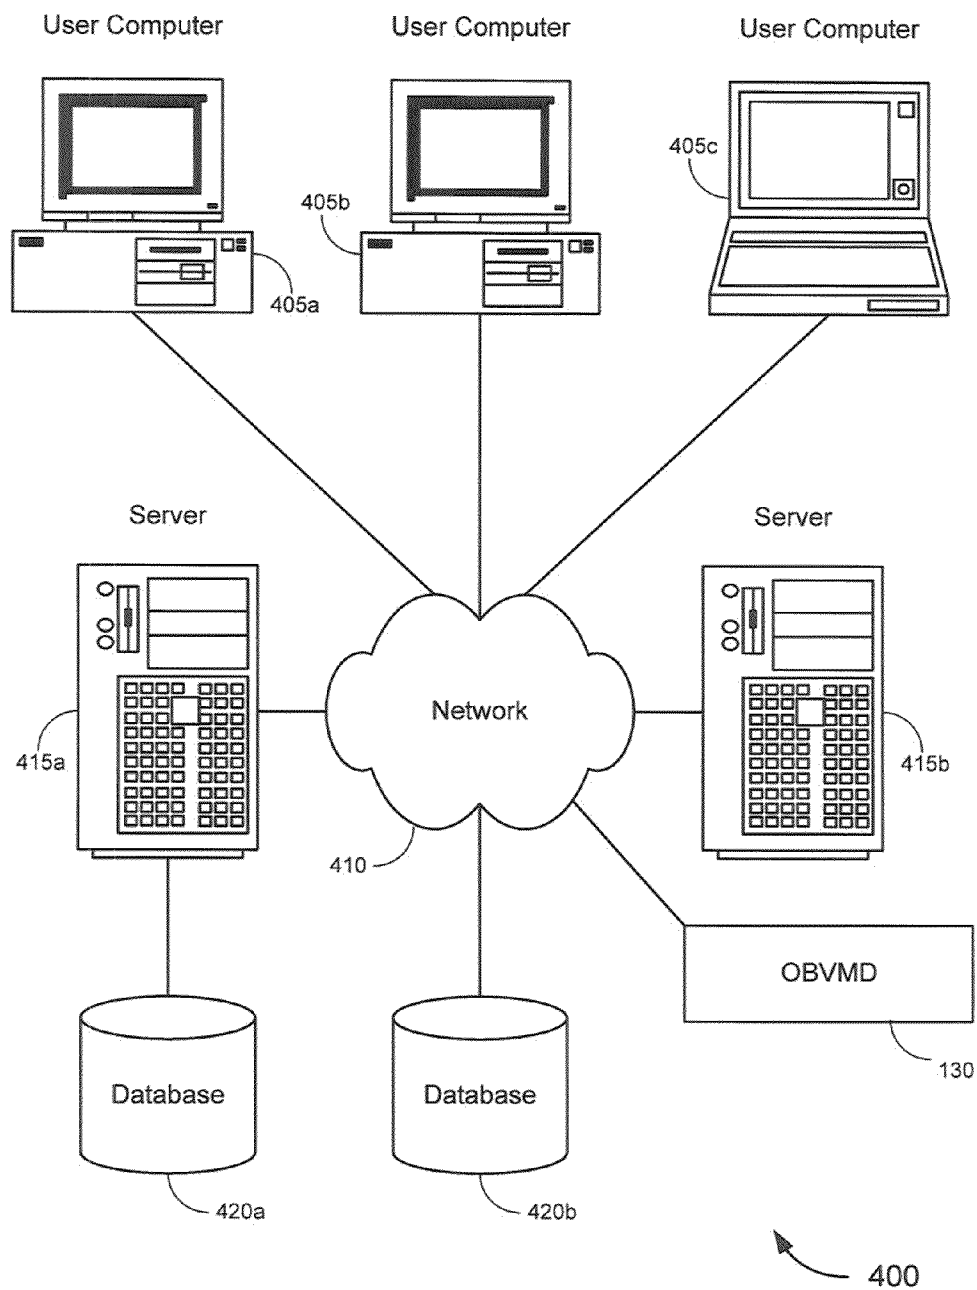 User Computer
User Computer
User Computer
405a
405b
405c
Server
Server
415a
Network
415b
410
OBVMD
130
Database
Database
420a
420b
400